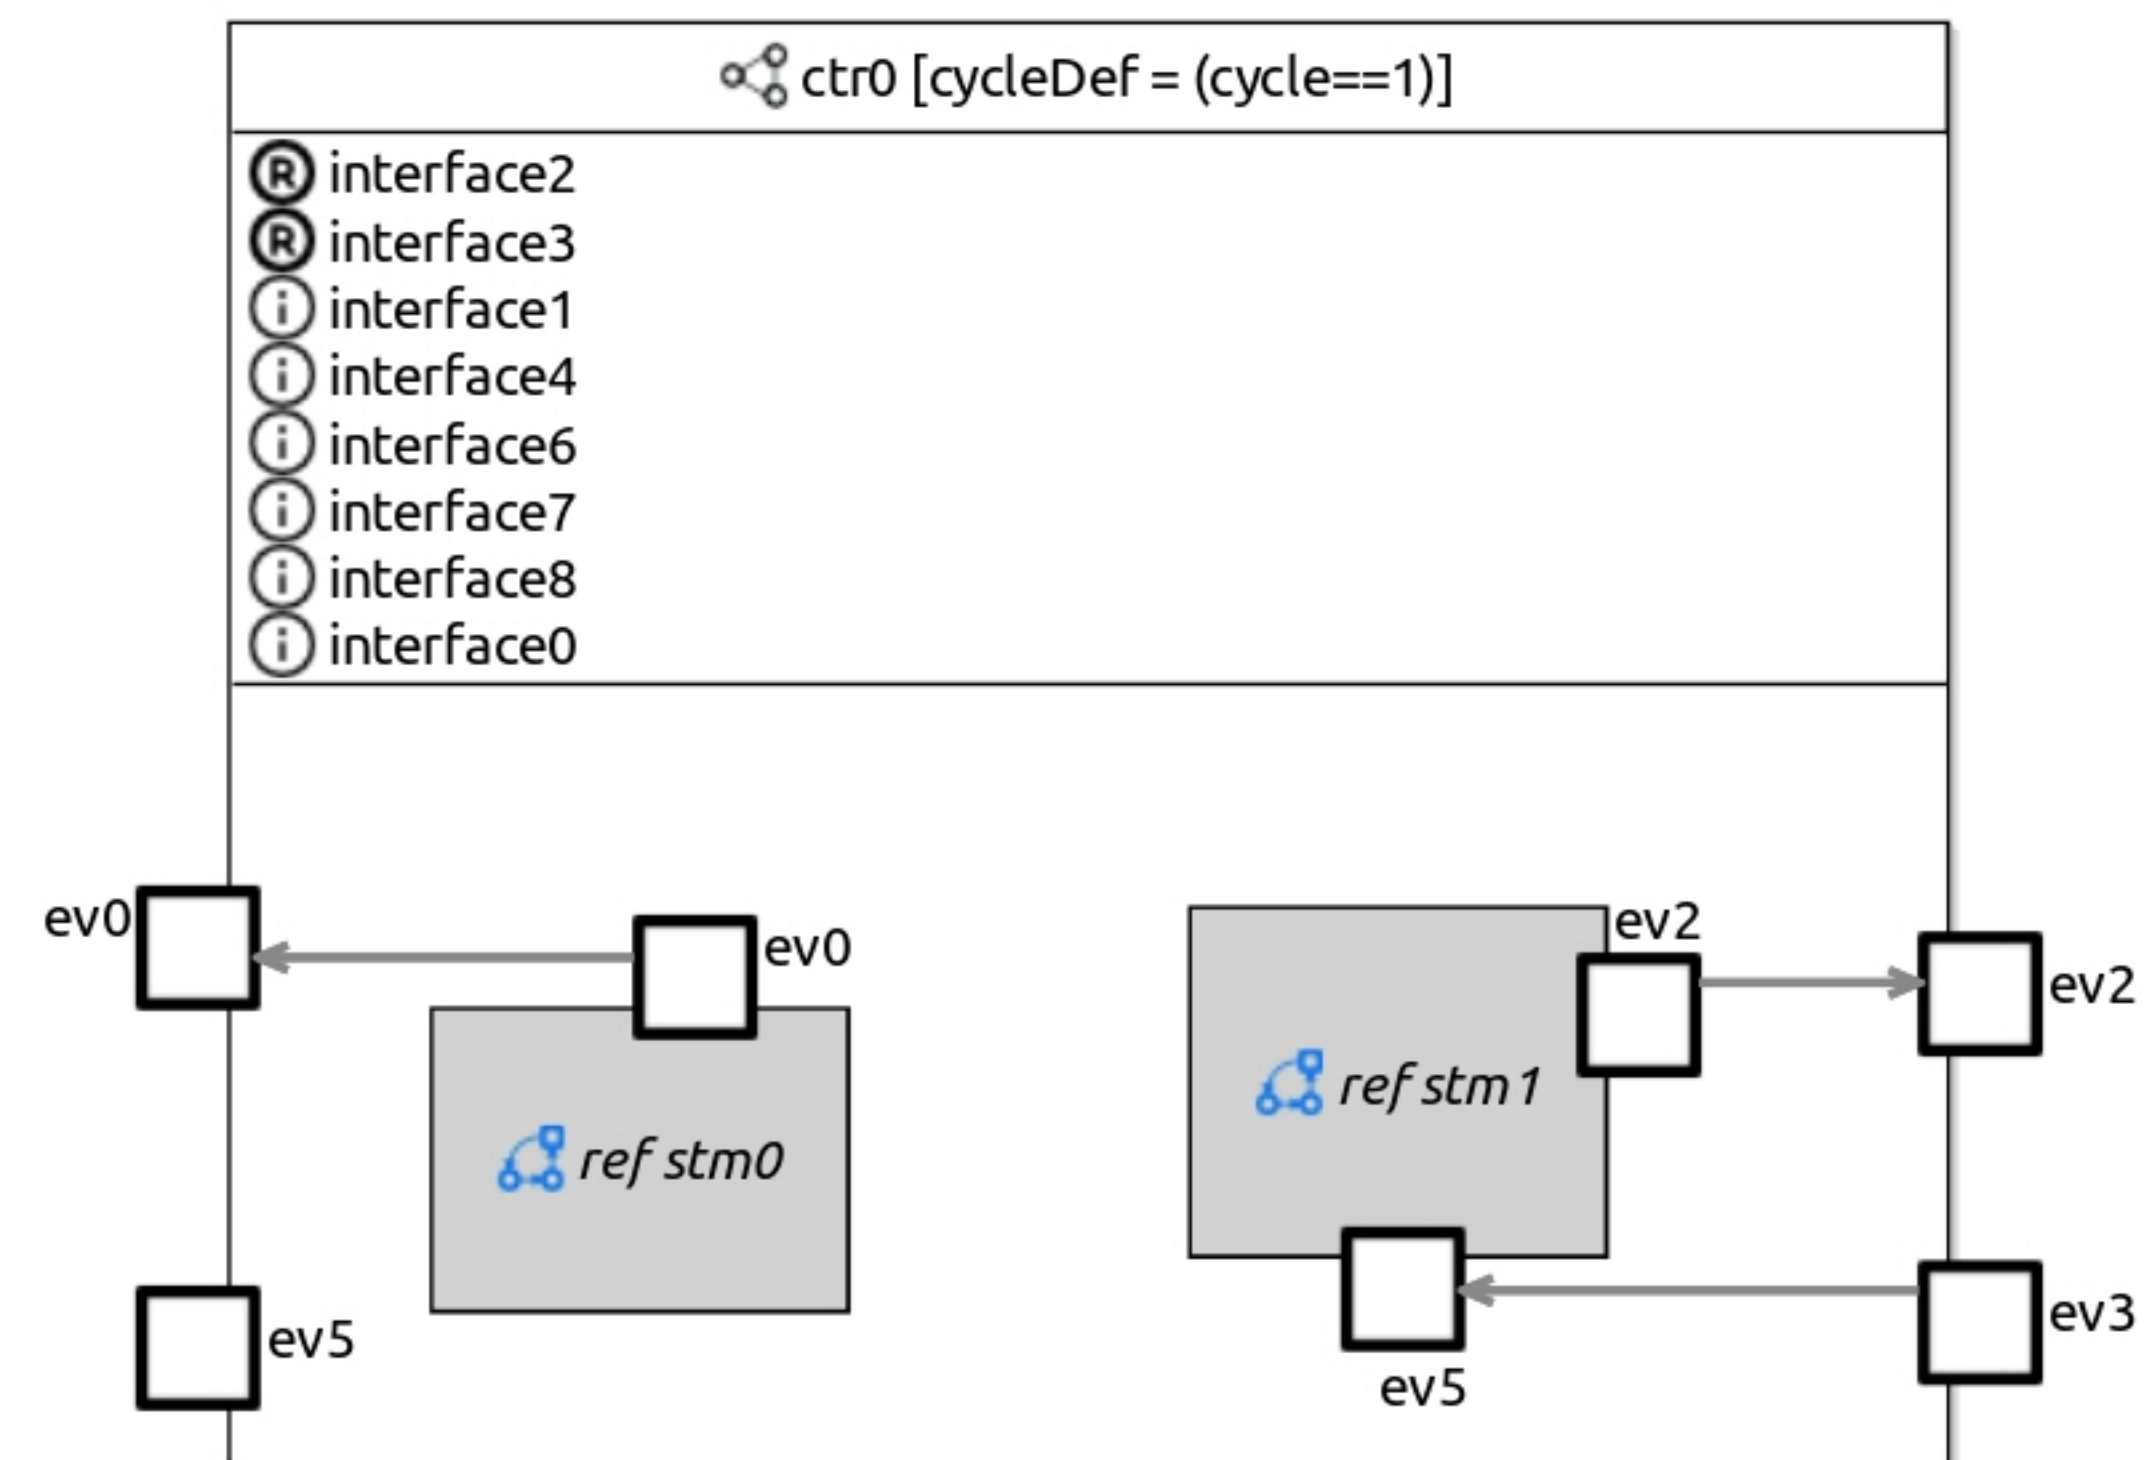 ctr0 [cycleDef = (cycle==1)]
R interface2
R interface3
i interface1
i interface4
i interface6
i interface7
i interface8
i interface0
ev0
ev0
ev2
ev2
ref stm1
ref stm0
ev3
ev5
ev5